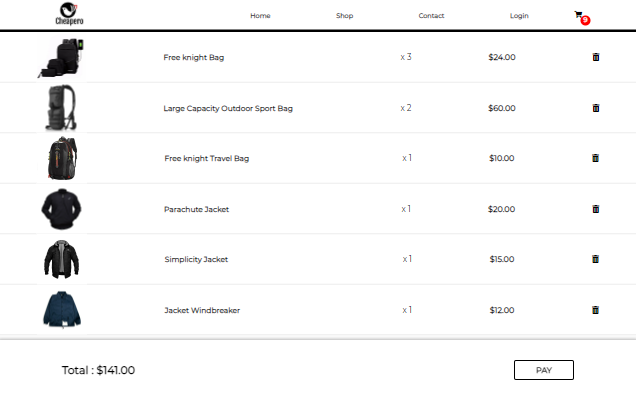 Cheapero
Home Shop Contact Login 9
Free knight Bag x 3 $24.00
Large Capacity Outdoor Sport Bag x 2 $60.00
Free knight Travel Bag x 1 $10.00
Parachute Jacket x 1 $20.00
Simplicity Jacket x 1 $15.00
Jacket Windbreaker x 1 $12.00
Total : $141.00 PAY